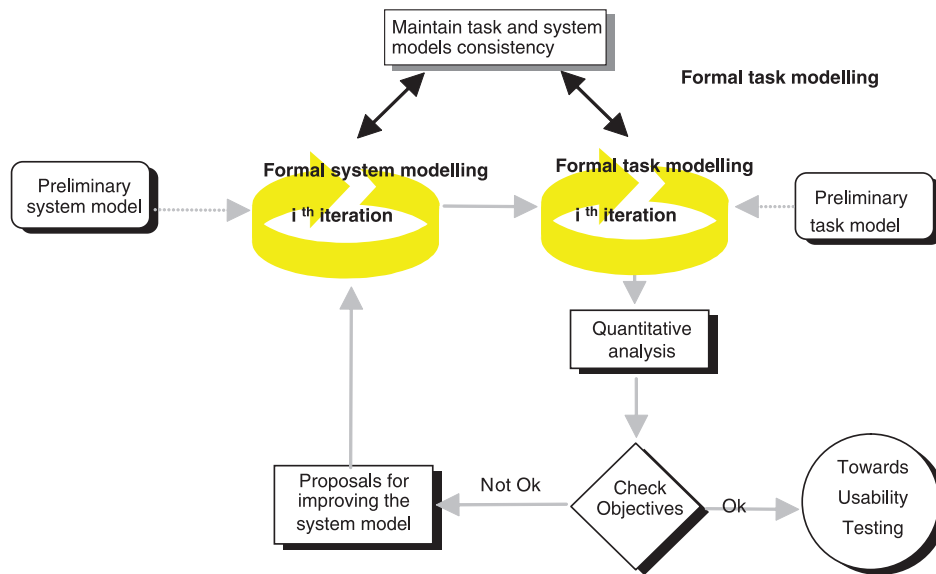 Maintain task and system
models consistency
Formal task modelling
Formal system modelling
Formal task modelling
Preliminary
system model
i th iteration
i th iteration
Preliminary
task model
Quantitative
analysis
Proposals for
improving the
system model
Not Ok
Check
Objectives
Ok
Towards
Usability
Testing